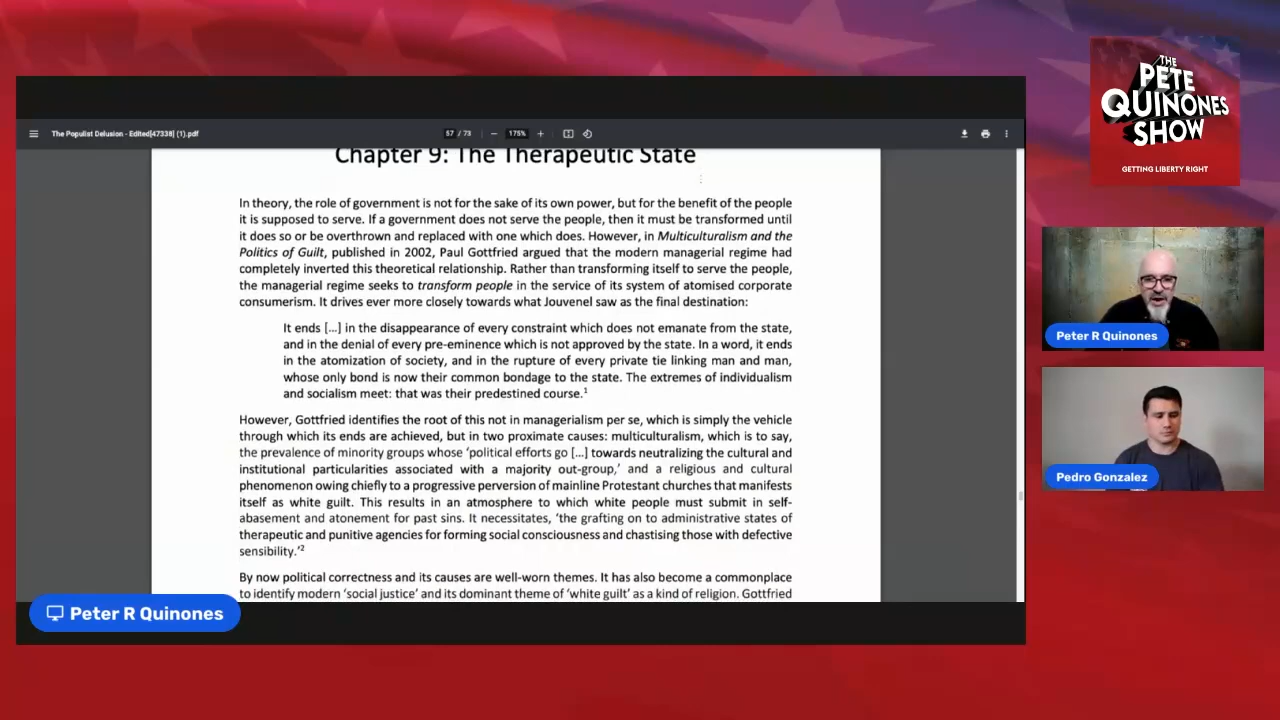 The Populist Delusion - Edited[47338] (1).pdf
57 / 73
175%
Chapter 9: The Therapeutic State
In theory, the role of government is not for the sake of its own power, but for the benefit of the people
it is supposed to serve. If a government does not serve the people, then it must be transformed until
it does so or be overthrown and replaced with one which does. However, in Multiculturalism and the
Politics of Guilt, published in 2002, Paul Gottfried argued that the modern managerial regime had
completely inverted this theoretical relationship. Rather than transforming itself to serve the people,
the managerial regime seeks to transform people in the service of its system of atomised corporate
consumerism. It drives ever more closely towards what Jouvenel saw as the final destination:
It ends [...] in the disappearance of every constraint which does not emanate from the state,
and in the denial of every pre-eminence which is not approved by the state. In a word, it ends
in the atomization of society, and in the rupture of every private tie linking man and man,
whose only bond is now their common bondage to the state. The extremes of individualism
and socialism meet: that was their predestined course.¹
However, Gottfried identifies the root of this not in managerialism per se, which is simply the vehicle
through which its ends are achieved, but in two proximate causes: multiculturalism, which is to say,
the prevalence of minority groups whose ‘political efforts go [...] towards neutralizing the cultural and
institutional particularities associated with a majority out-group,’ and a religious and cultural
phenomenon owing chiefly to a progressive perversion of mainline Protestant churches that manifests
itself as white guilt. This results in an atmosphere to which white people must submit in self-
abasement and atonement for past sins. It necessitates, ‘the grafting on to administrative states of
therapeutic and punitive agencies for forming social consciousness and chastising those with defective
sensibility.’²
By now political correctness and its causes are well-worn themes. It has also become a commonplace
to identify modern ‘social justice’ and its dominant theme of ‘white guilt’ as a kind of religion. Gottfried
Peter R Quinones
THE
PETE
QUINONES
SHOW
GETTING LIBERTY RIGHT
Peter R Quinones
Pedro Gonzalez